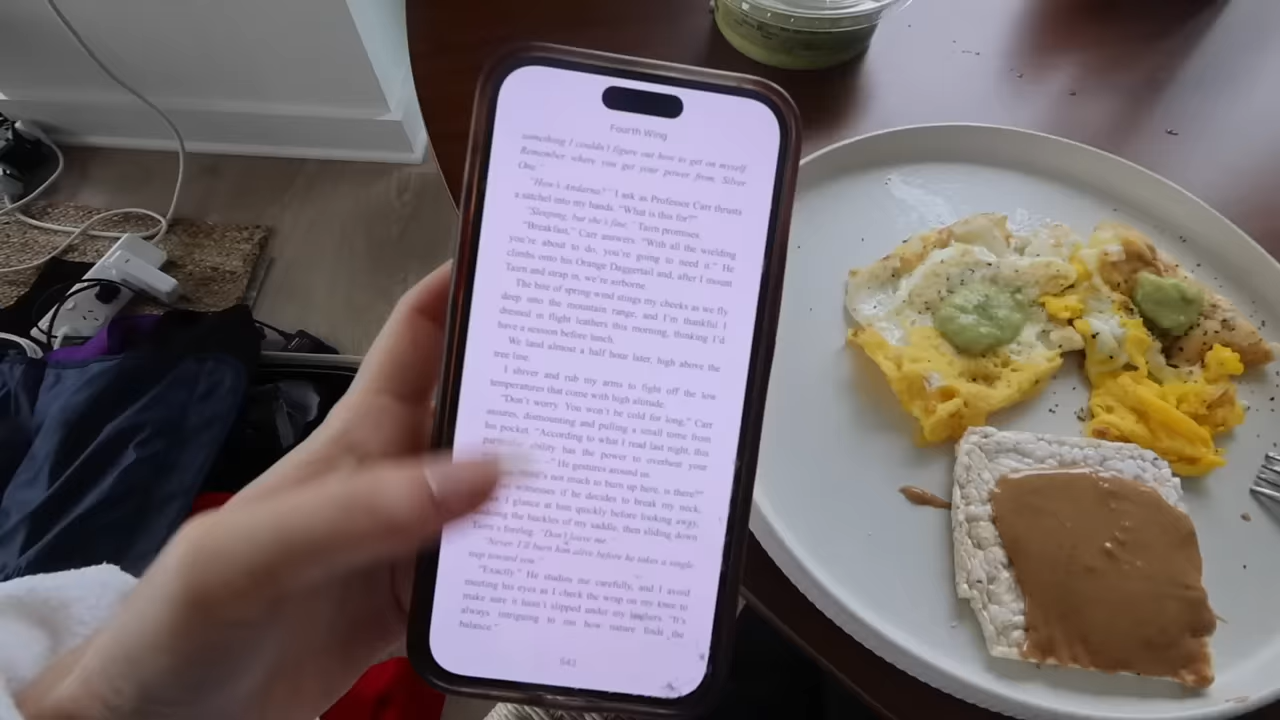 Fourth Wing
something I couldn't figure out how to get on myself.
Remember where you get your power from, Silver
One."
"How's Andarna?" I ask as Professor Carr thrusts
a satchel into my hands. "What is this for?"
"Sleeping, but she's fine." Tairn promises.
"Breakfast," Carr answers. "With all the wielding
you're about to do, you're going to need it." He
climbs onto his Orange Daggertail and, after I mount
Tairn and strap in, we're airborne.
The bite of spring wind stings my cheeks as we fly
deep into the mountain range, and I'm thankful I
dressed in flight leathers this morning, thinking I'd
have a session before lunch.
We land almost a half hour later, high above the
tree line.
I shiver and rub my arms to fight off the low
temperatures that come with high altitude.
"Don't worry. You won't be cold for long," Carr
assures, dismounting and pulling a small tome from
his pocket. "According to what I read last night, this
particular ability has the power to overheat your
He gestures around us.
not much to burn up here, is there?"
witnesses if he decides to break my neck.
I glance at him quickly before looking away,
the buckles of my saddle, then sliding down
Tairn's foreleg. "Don't leave me."
"Never. I'll burn him alive before he takes a single
step toward you."
"Exactly." He studies me carefully, and I avoid
meeting his eyes as I check the wrap on my knee to
make sure it hasn't slipped under my leathers. "It's
always intriguing to me how nature finds the
balance."
643